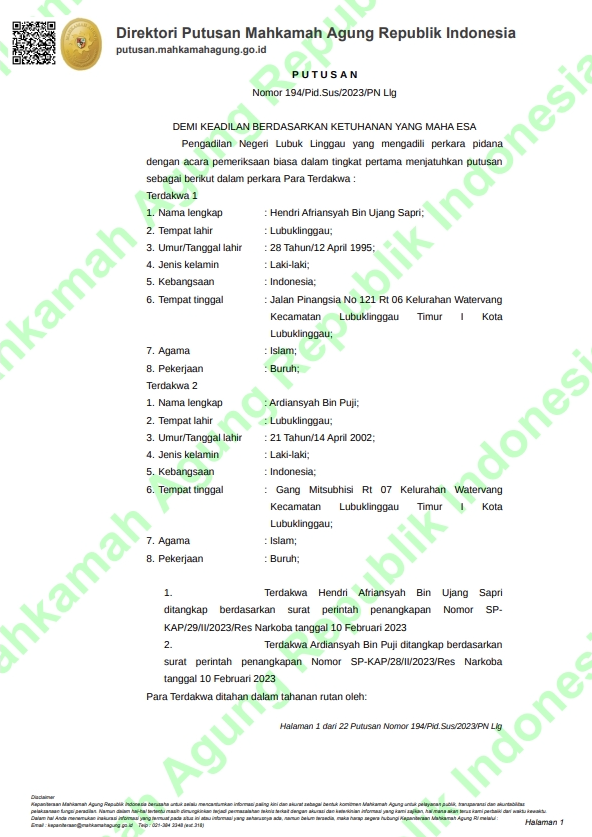 Direktori Putusan Mahkamah Agung Republik Indonesia
putusan.mahkamahagung.go.id
P U T U S A N
Nomor 194/Pid.Sus/2023/PN Llg
DEMI KEADILAN BERDASARKAN KETUHANAN YANG MAHA ESA
Pengadilan Negeri Lubuk Linggau yang mengadili perkara pidana
dengan acara pemeriksaan biasa dalam tingkat pertama menjatuhkan putusan
sebagai berikut dalam perkara Para Terdakwa :
Terdakwa 1
1. Nama lengkap : Hendri Afriansyah Bin Ujang Sapri;
2. Tempat lahir : Lubuklinggau;
3. Umur/Tanggal lahir : 28 Tahun/12 April 1995;
4. Jenis kelamin : Laki-laki;
5. Kebangsaan : Indonesia;
6. Tempat tinggal : Jalan Pinangsia No 121 Rt 06 Kelurahan Watervang
Kecamatan Lubuklinggau Timur I Kota
Lubuklinggau;
7. Agama : Islam;
8. Pekerjaan : Buruh;
Terdakwa 2
1. Nama lengkap : Ardiansyah Bin Puji;
2. Tempat lahir : Lubuklinggau;
3. Umur/Tanggal lahir : 21 Tahun/14 April 2002;
4. Jenis kelamin : Laki-laki;
5. Kebangsaan : Indonesia;
6. Tempat tinggal : Gang Mitsubhisi Rt 07 Kelurahan Watervang
Kecamatan Lubuklinggau Timur I Kota
Lubuklinggau;
7. Agama : Islam;
8. Pekerjaan : Buruh;
1. Terdakwa Hendri Afriansyah Bin Ujang Sapri
ditangkap berdasarkan surat perintah penangkapan Nomor SP-
KAP/29/II/2023/Res Narkoba tanggal 10 Februari 2023
2. Terdakwa Ardiansyah Bin Puji ditangkap berdasarkan
surat perintah penangkapan Nomor SP-KAP/28/II/2023/Res Narkoba
tanggal 10 Februari 2023
Para Terdakwa ditahan dalam tahanan rutan oleh:
Halaman 1 dari 22 Putusan Nomor 194/Pid.Sus/2023/PN Llg
Disclaimer
Kepaniteraan Mahkamah Agung Republik Indonesia berusaha untuk selalu mencantumkan informasi paling kini dan akurat sebagai bentuk komitmen Mahkamah Agung untuk pelayanan publik, transparansi dan akuntabilitas
pelaksanaan fungsi peradilan. Namun dalam hal-hal tertentu masih dimungkinkan terjadi permasalahan teknis terkait dengan akurasi dan keterkinian informasi yang kami sajikan, hal mana akan terus kami perbaiki dari waktu kewaktu.
Dalam hal Anda menemukan inakurasi informasi yang termuat pada situs ini atau informasi yang seharusnya ada, namun belum tersedia, maka harap segera hubungi Kepaniteraan Mahkamah Agung RI melalui :
Email : kepaniteraan@mahkamahagung.go.id Telp : 021-384 3348 (ext.318)
Halaman 1
Mahkamah Agung Republik Indonesia
Mahkamah Agung Republik Indonesia
Mahkamah Agung Republik Indonesia